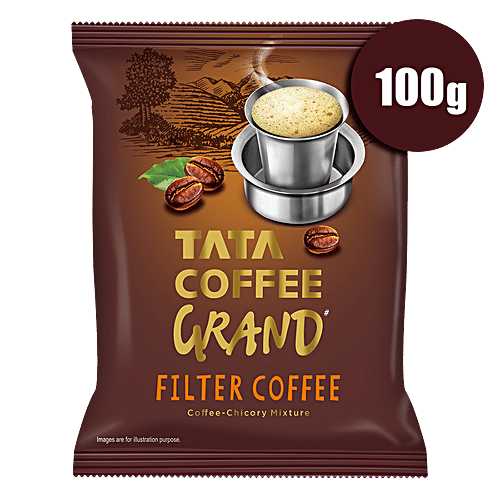 100g
TATA
COFFEE
GRAND#
FILTER COFFEE
Coffee-Chicory Mixture
Images are for illustration purpose.